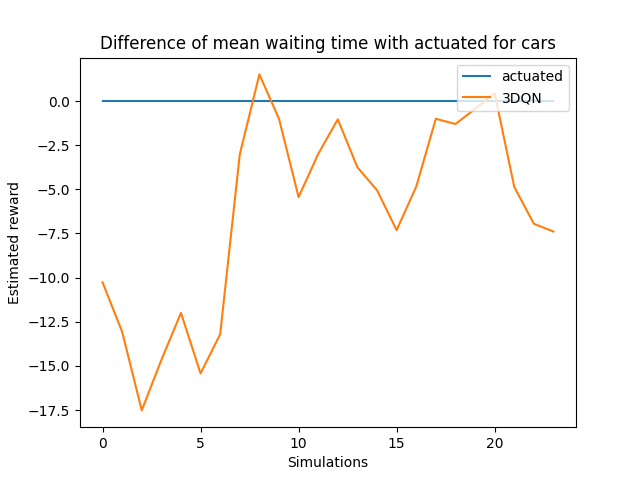 Difference of mean waiting time with actuated for cars
actuated
3DQN
0.0
−2.5
−5.0
−7.5
−10.0
−12.5
−15.0
−17.5
Estimated reward
0 5 10 15 20
Simulations